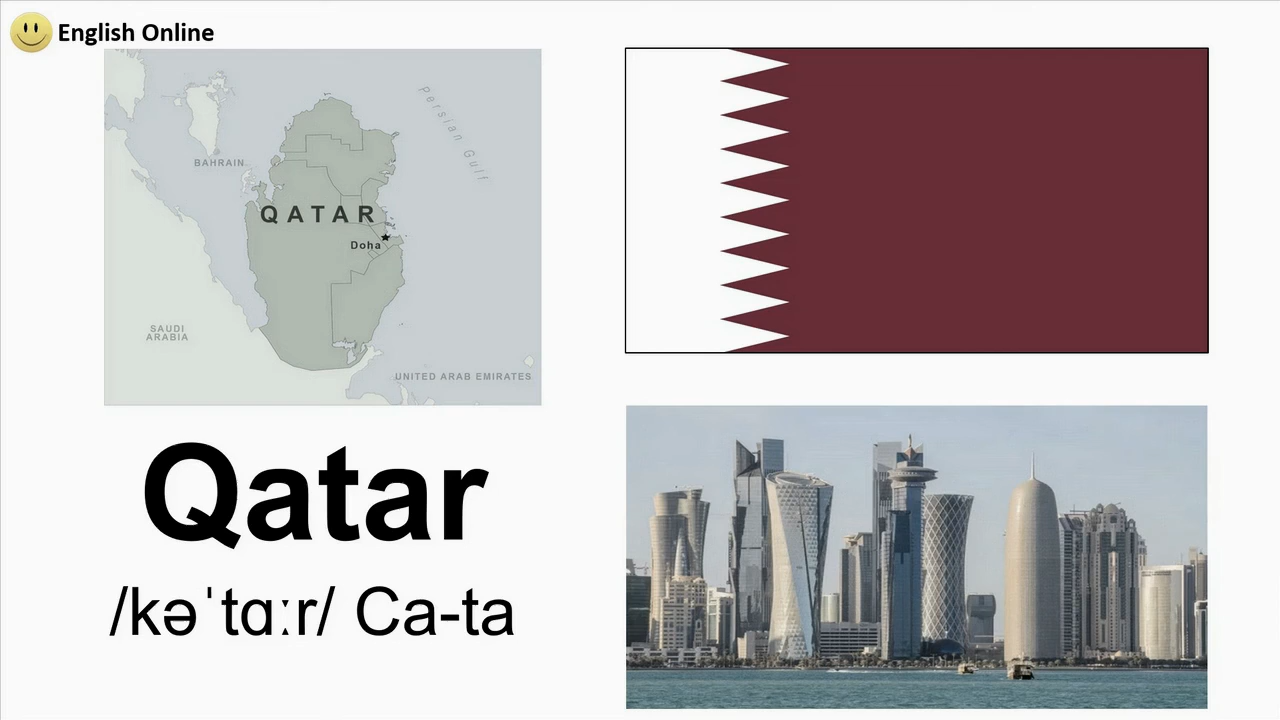 English Online
Persian Gulf
BAHRAIN
QATAR
Doha
SAUDI
ARABIA
UNITED ARAB EMIRATES
Qatar
/kəˈtɑːr/ Ca-ta